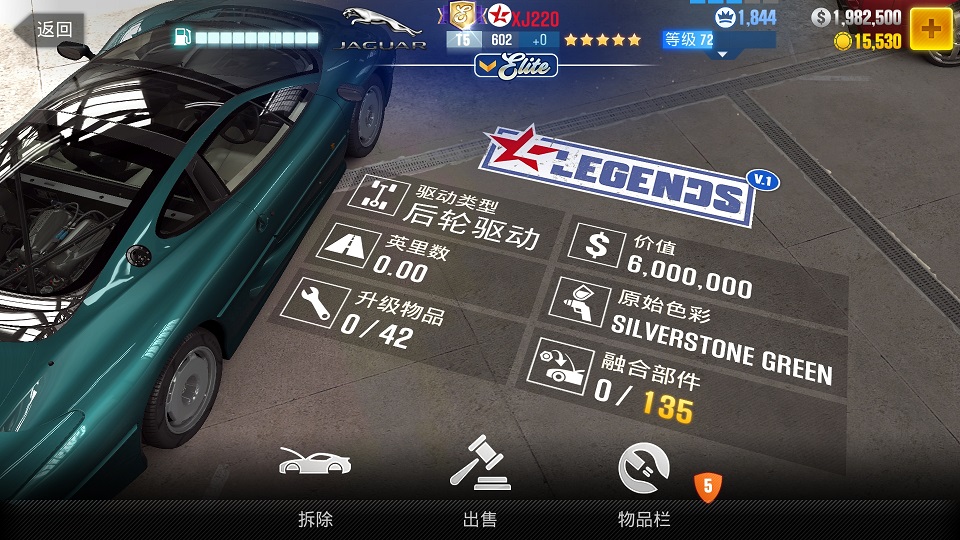 返回
JAGUAR
XJ220
T5 602 +0
Elite
等级 72
1,844
1,982,500
15,530
LEGENDS
V.1
驱动类型
后轮驱动
英里数
0.00
升级物品
0 / 42
价值
6,000,000
原始色彩
SILVERSTONE GREEN
融合部件
0 / 135
拆除
出售
物品栏
5